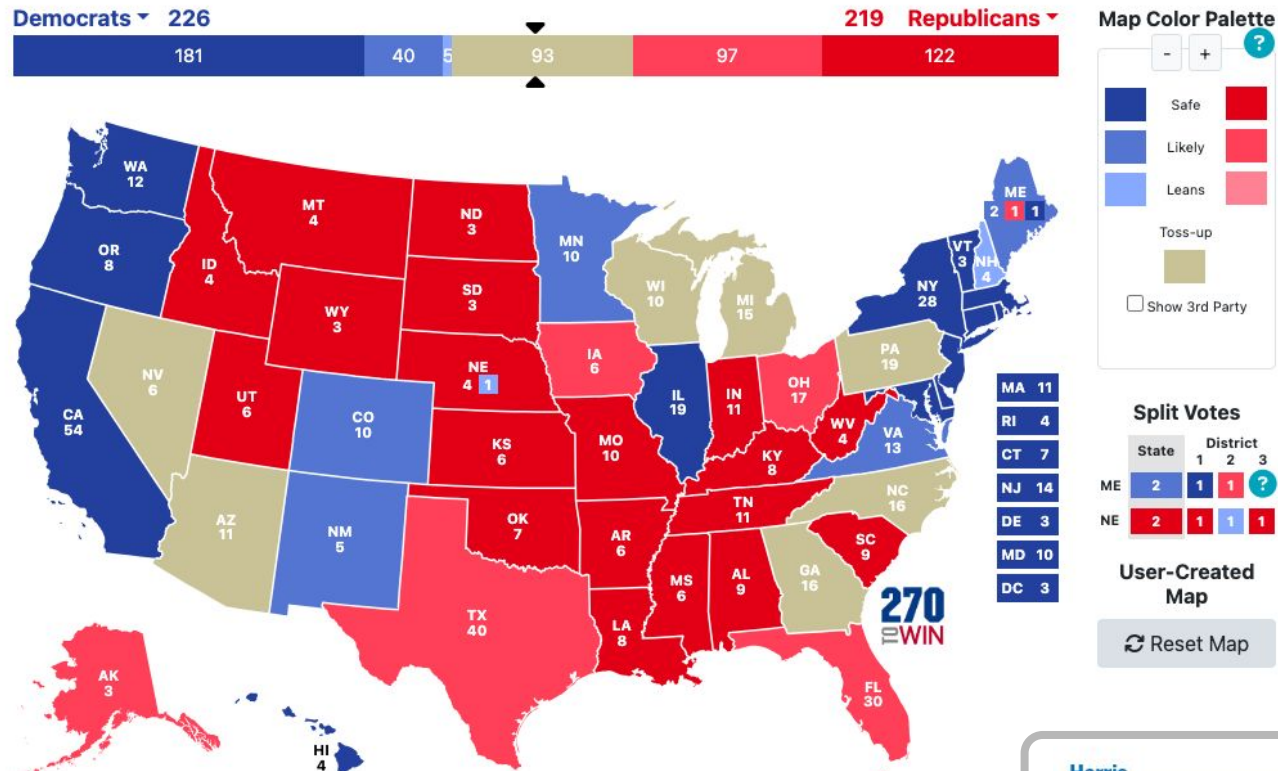 Democrats 226
219 Republicans
181 40 5 93 97 122
Map Color Palette
- +
?
Safe
Likely
Leans
Toss-up
Show 3rd Party
Split Votes
State District
1 2 3
ME 2 1 1 ?
NE 2 1 1 1
User-Created
Map
Reset Map
WA
12
OR
8
CA
54
NV
6
ID
4
MT
4
WY
3
UT
6
AZ
11
CO
10
NM
5
ND
3
SD
3
NE
4 1
KS
6
OK
7
TX
40
MN
10
IA
6
MO
10
AR
6
LA
8
WI
10
IL
19
MI
15
IN
11
OH
17
KY
8
TN
11
MS
6
AL
9
GA
16
FL
30
SC
9
NC
16
VA
13
WV
4
PA
19
NY
28
VT
3
NH
4
ME
2 1 1
MA 11
RI 4
CT 7
NJ 14
DE 3
MD 10
DC 3
AK
3
HI
4
270
TO WIN
Harris